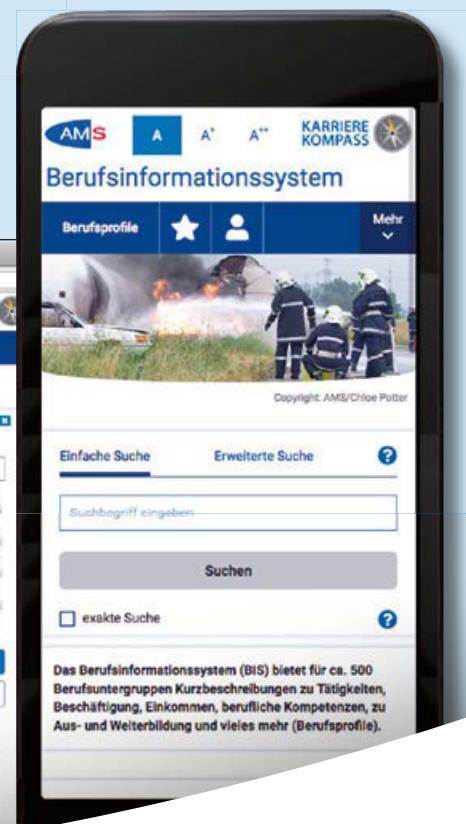 AMS
A A+ A++
KARRIERE
KOMPASS
Berufsinformationssystem
Berufsprofile
Mehr
Copyright: AMS/Chloe Potter
Einfache Suche Erweiterte Suche ?
Suchbegriff eingeben
Suchen
exakte Suche ?
Das Berufsinformationssystem (BIS) bietet für ca. 500
Berufsuntergruppen Kurzbeschreibungen zu Tätigkeiten,
Beschäftigung, Einkommen, berufliche Kompetenzen, zu
Aus- und Weiterbildung und vieles mehr (Berufsprofile).